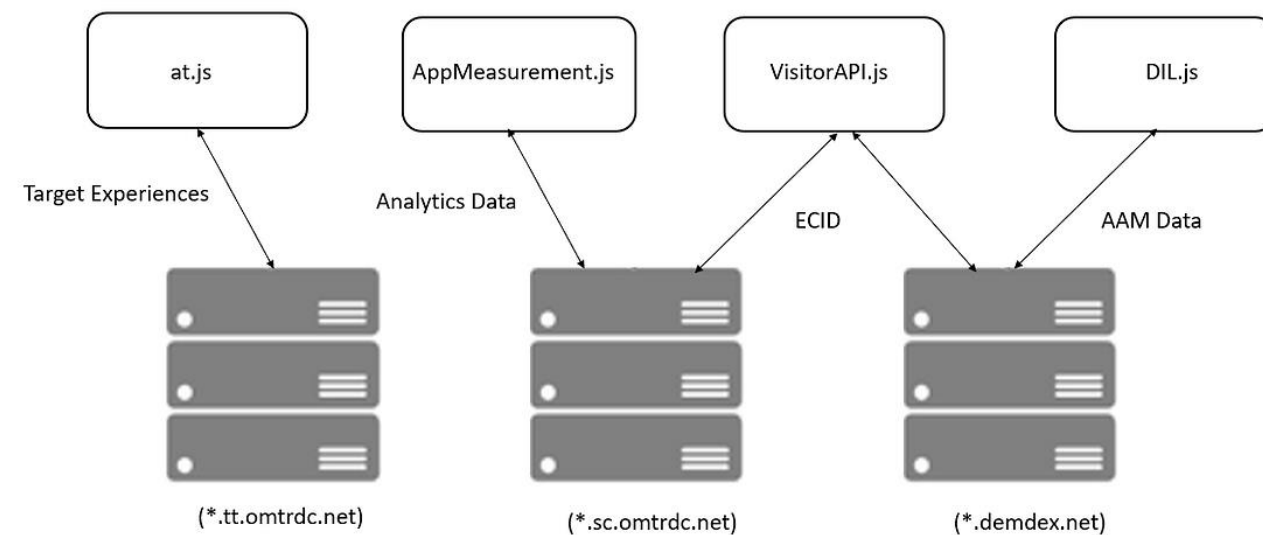 at.js
AppMeasurement.js
VisitorAPI.js
DIL.js
Target Experiences
Analytics Data
ECID
AAM Data
(*.tt.omtrdc.net)
(*.sc.omtrdc.net)
(*.demdex.net)